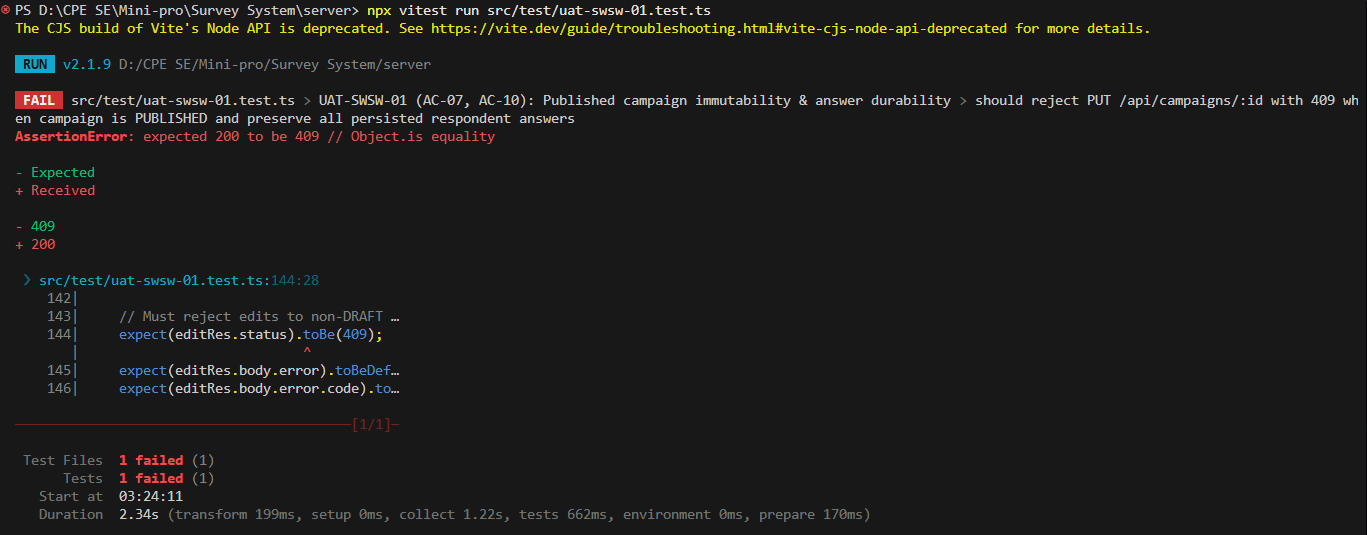 PS D:\CPE SE\Mini-pro\Survey System\server> npx vitest run src/test/uat-swsw-01.test.ts
The CJS build of Vite's Node API is deprecated. See https://vite.dev/guide/troubleshooting.html#vite-cjs-node-api-deprecated for more details.
RUN v2.1.9 D:/CPE SE/Mini-pro/Survey System/server
FAIL src/test/uat-swsw-01.test.ts > UAT-SWSW-01 (AC-07, AC-10): Published campaign immutability & answer durability > should reject PUT /api/campaigns/:id with 409 wh
en campaign is PUBLISHED and preserve all persisted respondent answers
AssertionError: expected 200 to be 409 // Object.is equality
- Expected
+ Received
- 409
+ 200
❯ src/test/uat-swsw-01.test.ts:144:28
142|
143| // Must reject edits to non-DRAFT …
144| expect(editRes.status).toBe(409);
| ^
145| expect(editRes.body.error).toBeDef…
146| expect(editRes.body.error.code).to…
[1/1]
Test Files 1 failed (1)
Tests 1 failed (1)
Start at 03:24:11
Duration 2.34s (transform 199ms, setup 0ms, collect 1.22s, tests 662ms, environment 0ms, prepare 170ms)